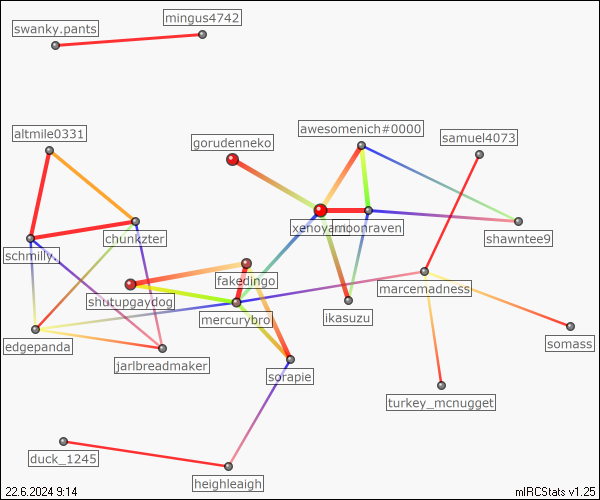 mingus4742
swanky.pants
altmile0331
awesomenich#0000
samuel4073
gorudenneko
xenoyarin
moonraven
shawntee9
chunkzter
schmilly.
fakedingo
marcemadness
shutupgaydog
mercurybro
ikasuzu
somass
edgepanda
jarlbreadmaker
sorapie
turkey_mcnugget
duck_1245
heighleaigh
22.6.2024 9:14
mIRCStats v1.25